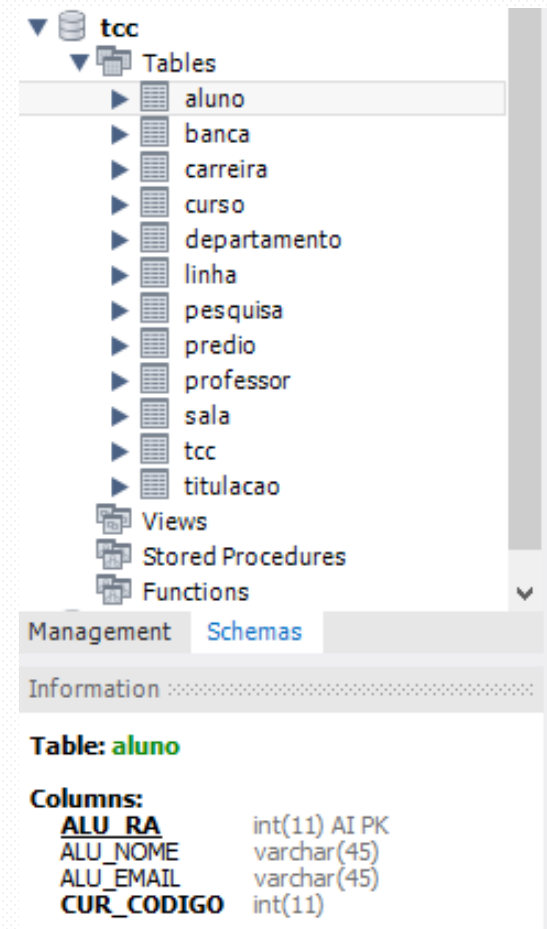 tcc
Tables
aluno
banca
carreira
curso
departamento
linha
pesquisa
predio
professor
sala
tcc
titulacao
Views
Stored Procedures
Functions
Management Schemas
Information
Table: aluno
Columns:
ALU_RA int(11) AI PK
ALU_NOME varchar(45)
ALU_EMAIL varchar(45)
CUR_CODIGO int(11)